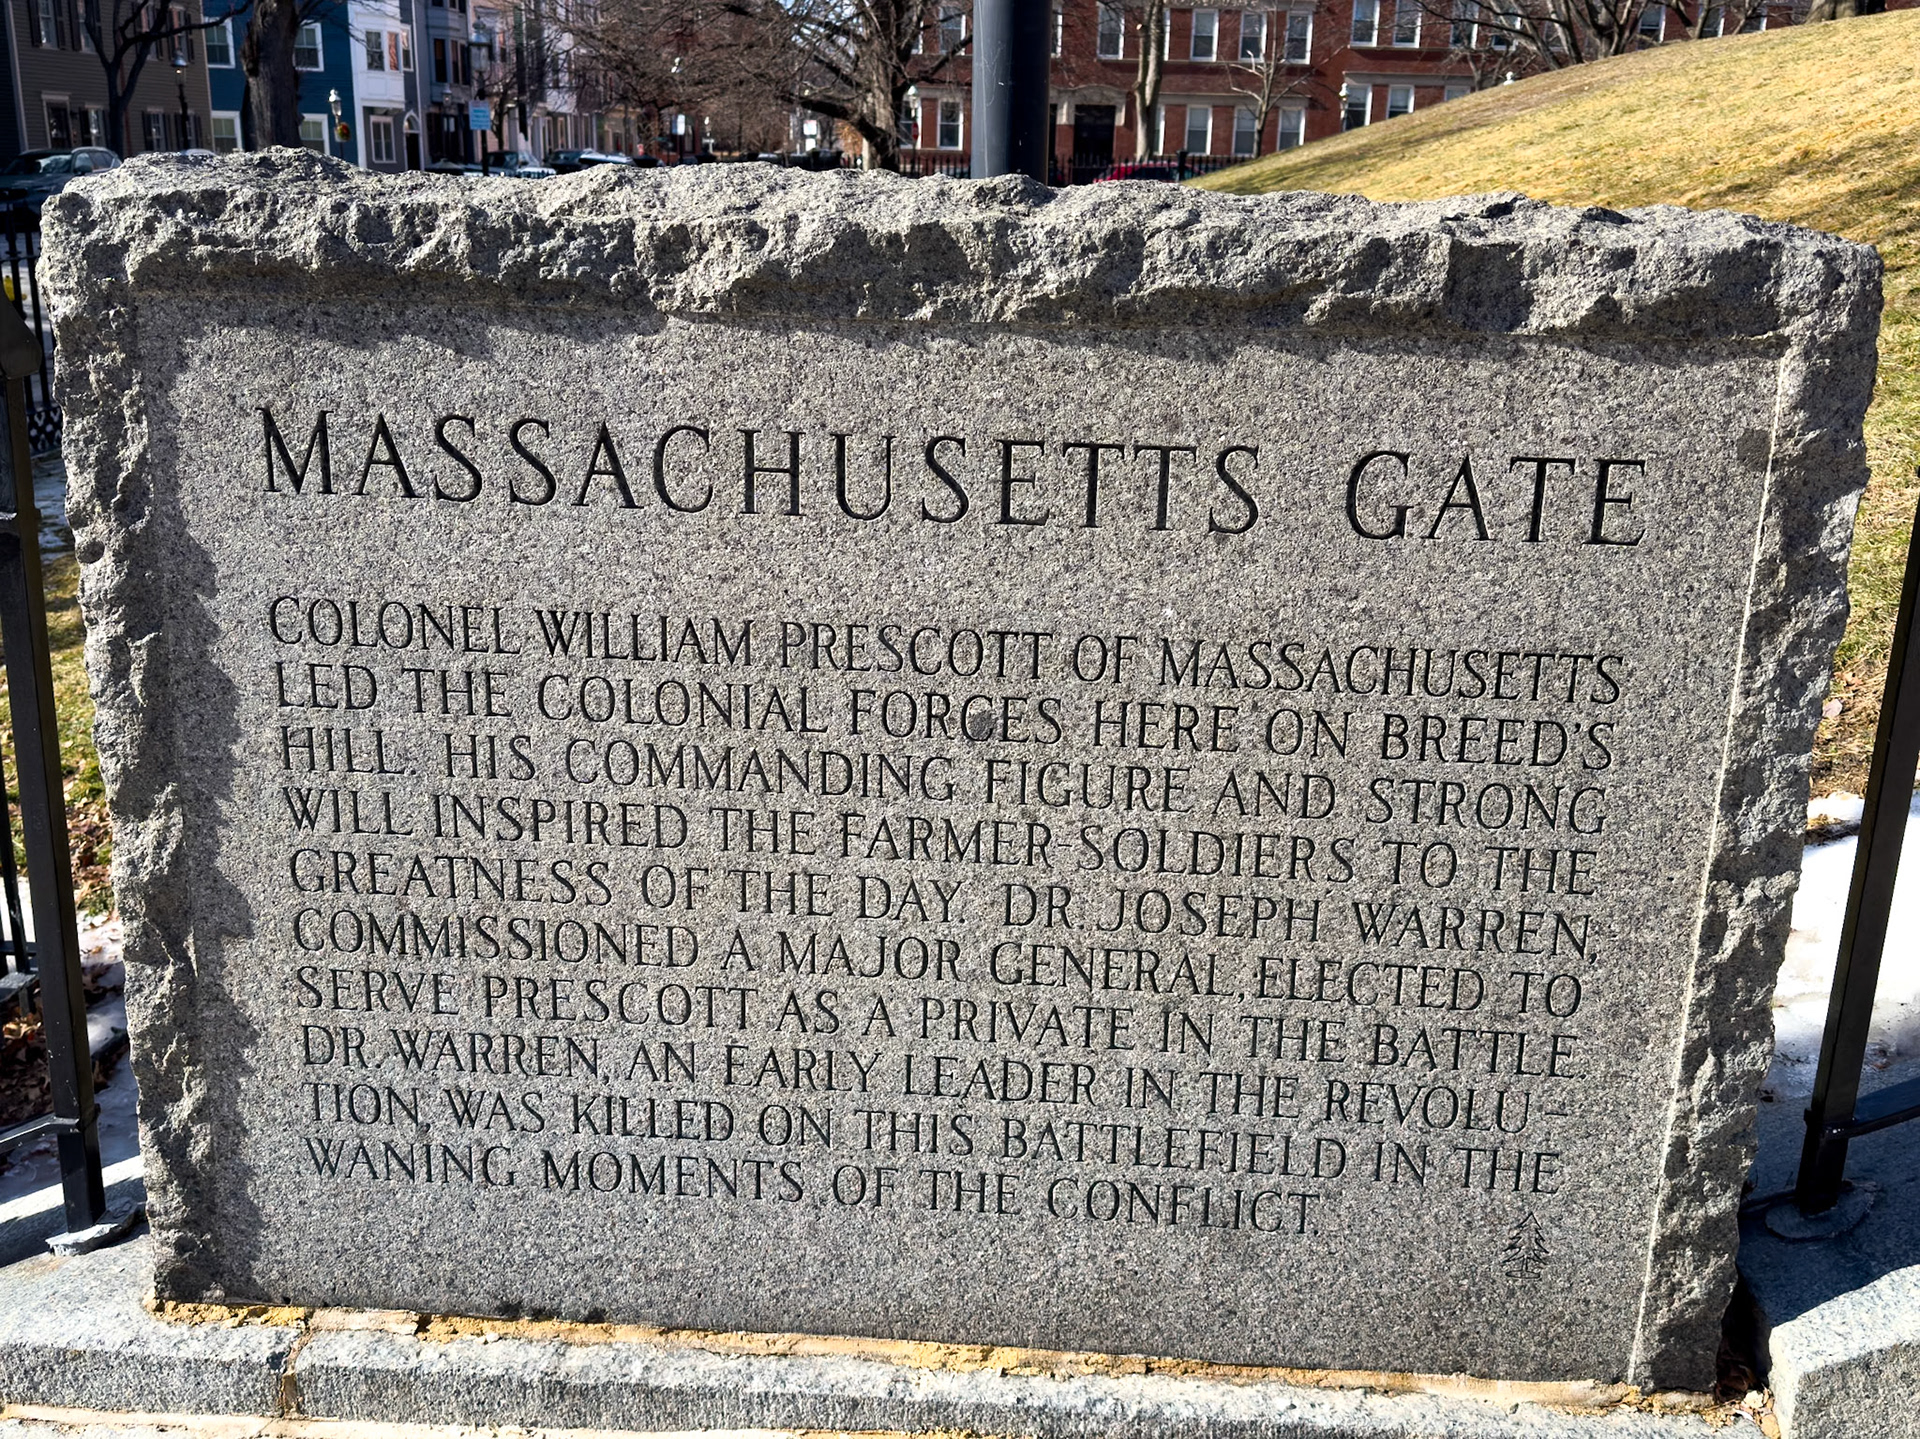 MASSACHUSETTS GATE
COLONEL WILLIAM PRESCOTT OF MASSACHUSETTS
LED THE COLONIAL FORCES HERE ON BREED'S
HILL. HIS COMMANDING FIGURE AND STRONG
WILL INSPIRED THE FARMER-SOLDIERS TO THE
GREATNESS OF THE DAY. DR. JOSEPH WARREN,
COMMISSIONED A MAJOR GENERAL, ELECTED TO
SERVE PRESCOTT AS A PRIVATE IN THE BATTLE.
DR. WARREN, AN EARLY LEADER IN THE REVOLU-
TION, WAS KILLED ON THIS BATTLEFIELD IN THE
WANING MOMENTS OF THE CONFLICT.